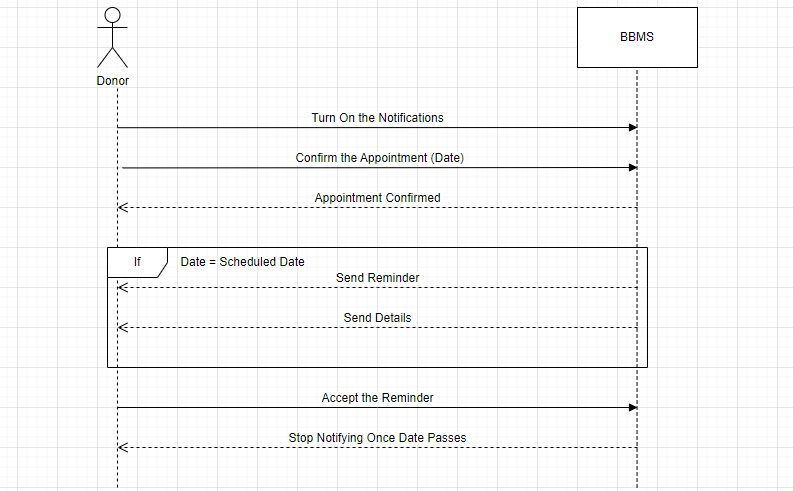 BBMS
Donor
Turn On the Notifications
Confirm the Appointment (Date)
Appointment Confirmed
If
Date = Scheduled Date
Send Reminder
Send Details
Accept the Reminder
Stop Notifying Once Date Passes